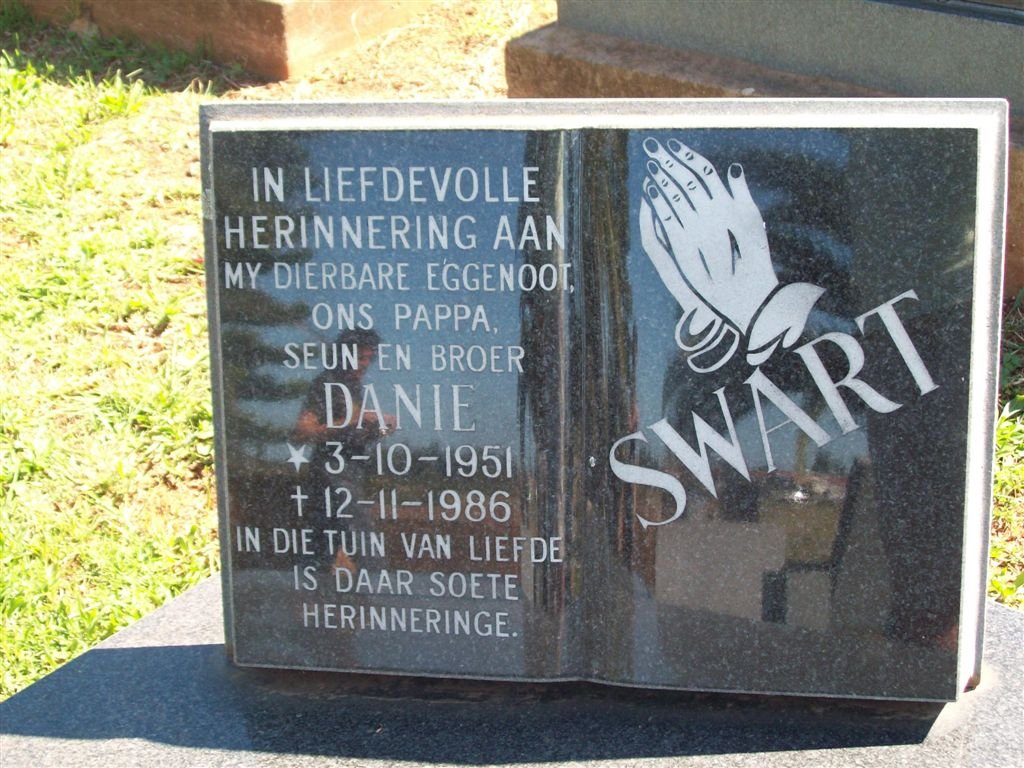 IN LIEFDEVOLLE
HERINNERING AAN
MY DIERBARE EGGENOOT,
ONS PAPPA,
SEUN EN BROER
DANIE
★ 3-10-1951
† 12-11-1986
IN DIE TUIN VAN LIEFDE
IS DAAR SOETE
HERINNERINGE.
SWART